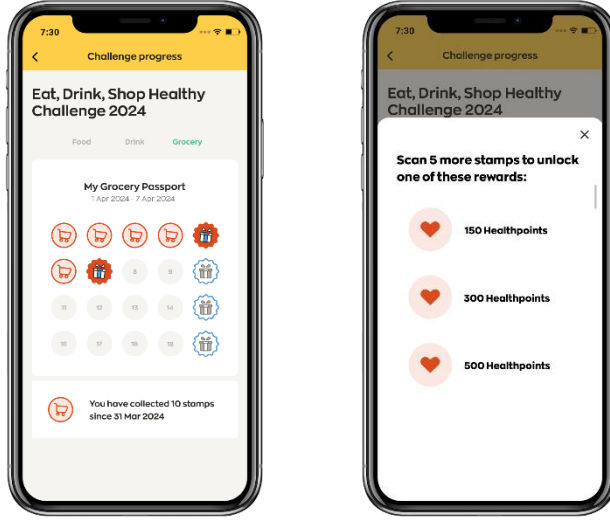 7:30
Challenge progress
Eat, Drink, Shop Healthy
Challenge 2024
Food Drink Grocery
My Grocery Passport
1 Apr 2024 - 7 Apr 2024
8 9
11 12 13 14
16 17 18
You have collected 10 stamps
since 31 Mar 2024
7:30
Challenge progress
Eat, Drink, Shop Healthy
Challenge 2024
Scan 5 more stamps to unlock
one of these rewards:
150 Healthpoints
300 Healthpoints
500 Healthpoints